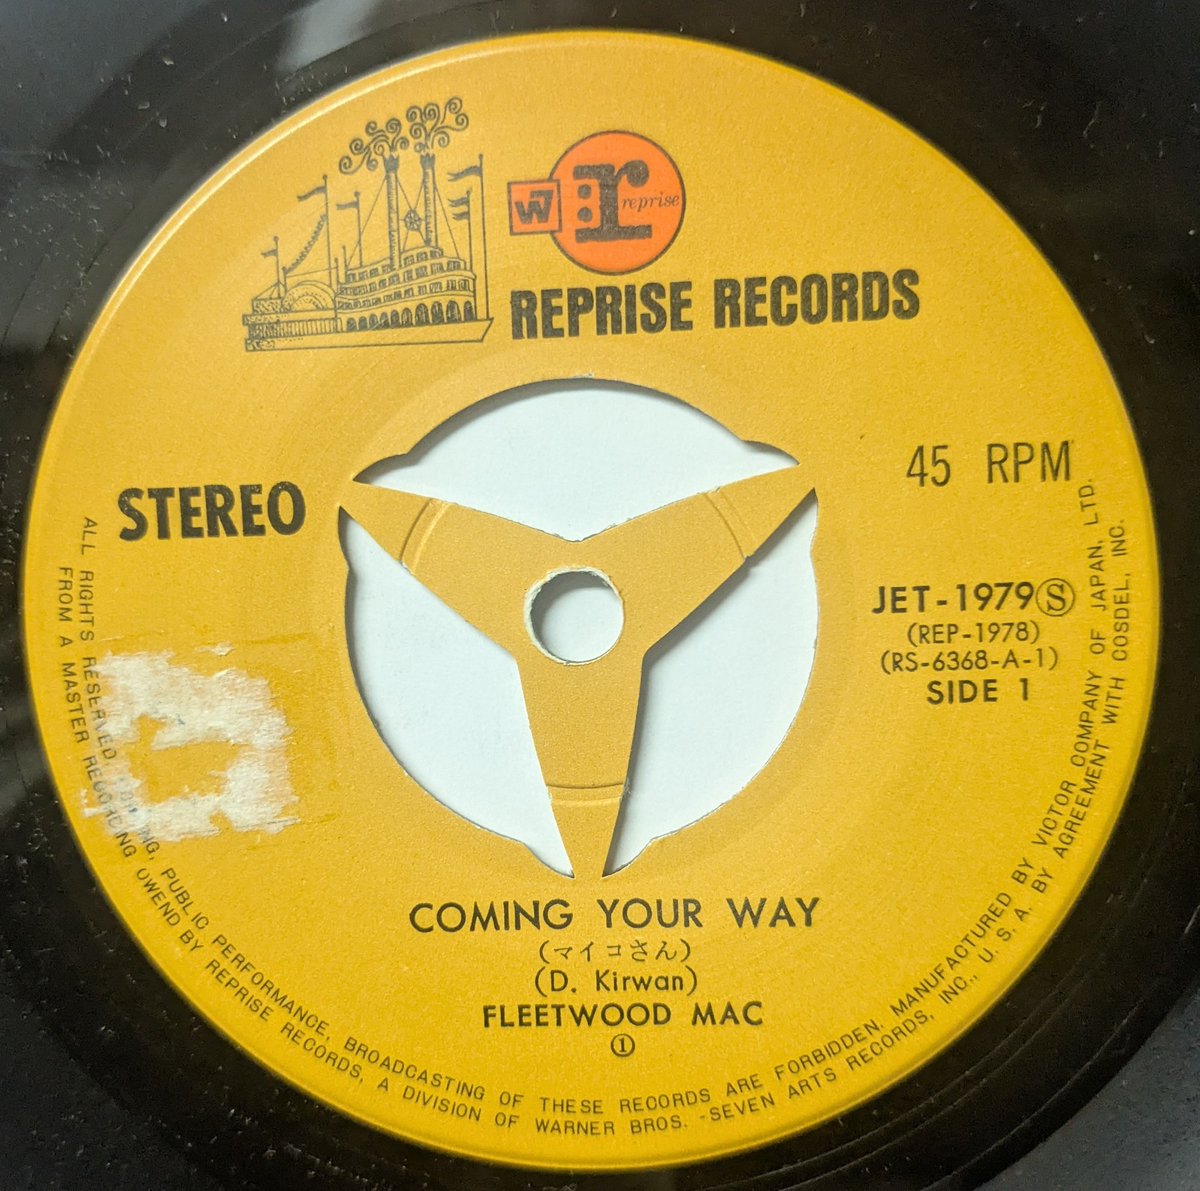 W7
r
reprise
REPRISE RECORDS
STEREO
45 RPM
JET-1979Ⓢ
(REP-1978)
(RS-6368-A-1)
SIDE 1
COMING YOUR WAY
(マイコさん)
(D. Kirwan)
FLEETWOOD MAC
①
ALL RIGHTS RESERVED, PUBLIC PERFORMANCE, BROADCASTING OF THESE RECORDS ARE FORBIDDEN, MANUFACTURED BY VICTOR COMPANY OF JAPAN, LTD.
FROM A MASTER RECORDING OWEND BY REPRISE RECORDS, A DIVISION OF WARNER BROS. -SEVEN ARTS RECORDS, INC., U. S. A. BY AGREEMENT WITH COSDEL, INC.